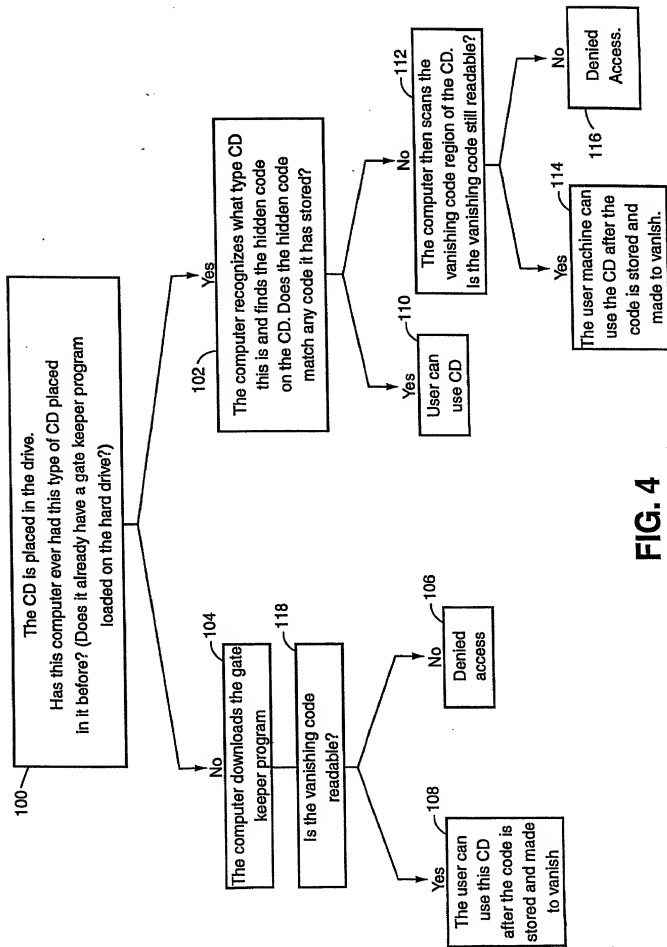 100
The CD is placed in the drive.
Has this computer ever had this type of CD placed
in it before? (Does it already have a gate keeper program
loaded on the hard drive?)
No
104
The computer downloads the gate
keeper program
118
Is the vanishing code
readable?
Yes
108
The user can
use this CD
after the code is
stored and made
to vanish
No
106
Denied
access
Yes
102
The computer recognizes what type CD
this is and finds the hidden code
on the CD. Does the hidden code
match any code it has stored?
Yes
110
User can
use CD
No
112
The computer then scans the
vanishing code region of the CD.
Is the vanishing code still readable?
Yes
114
The user machine can
use the CD after the
code is stored and
made to vanish.
No
116
Denied
Access.
FIG. 4